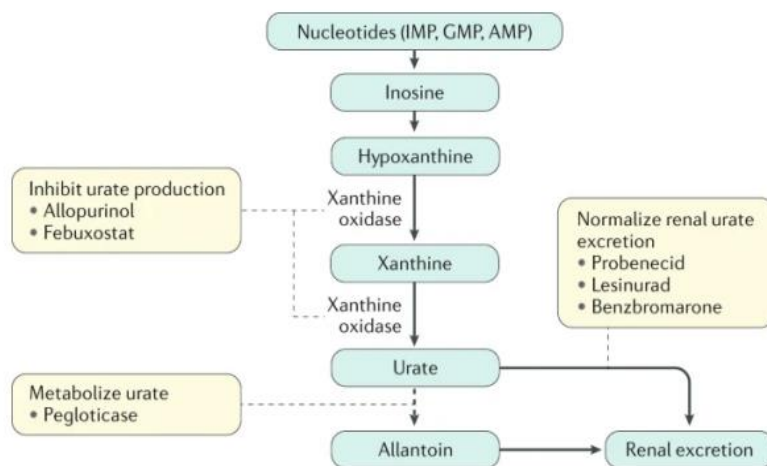 Nucleotides (IMP, GMP, AMP)
Inosine
Hypoxanthine
Inhibit urate production
• Allopurinol
• Febuxostat
Xanthine
oxidase
Normalize renal urate
excretion
• Probenecid
• Lesinurad
• Benzbromarone
Xanthine
Xanthine
oxidase
Urate
Metabolize urate
• Pegloticase
Allantoin
Renal excretion